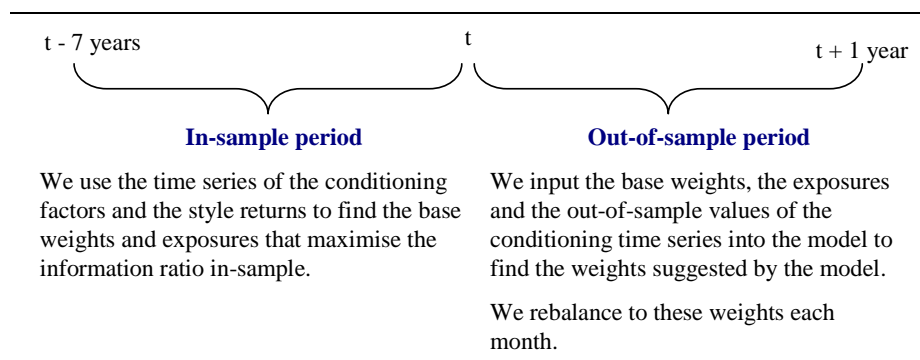 t - 7 years
t
t + 1 year
In-sample period
We use the time series of the conditioning
factors and the style returns to find the base
weights and exposures that maximise the
information ratio in-sample.
Out-of-sample period
We input the base weights, the exposures
and the out-of-sample values of the
conditioning time series into the model to
find the weights suggested by the model.
We rebalance to these weights each
month.